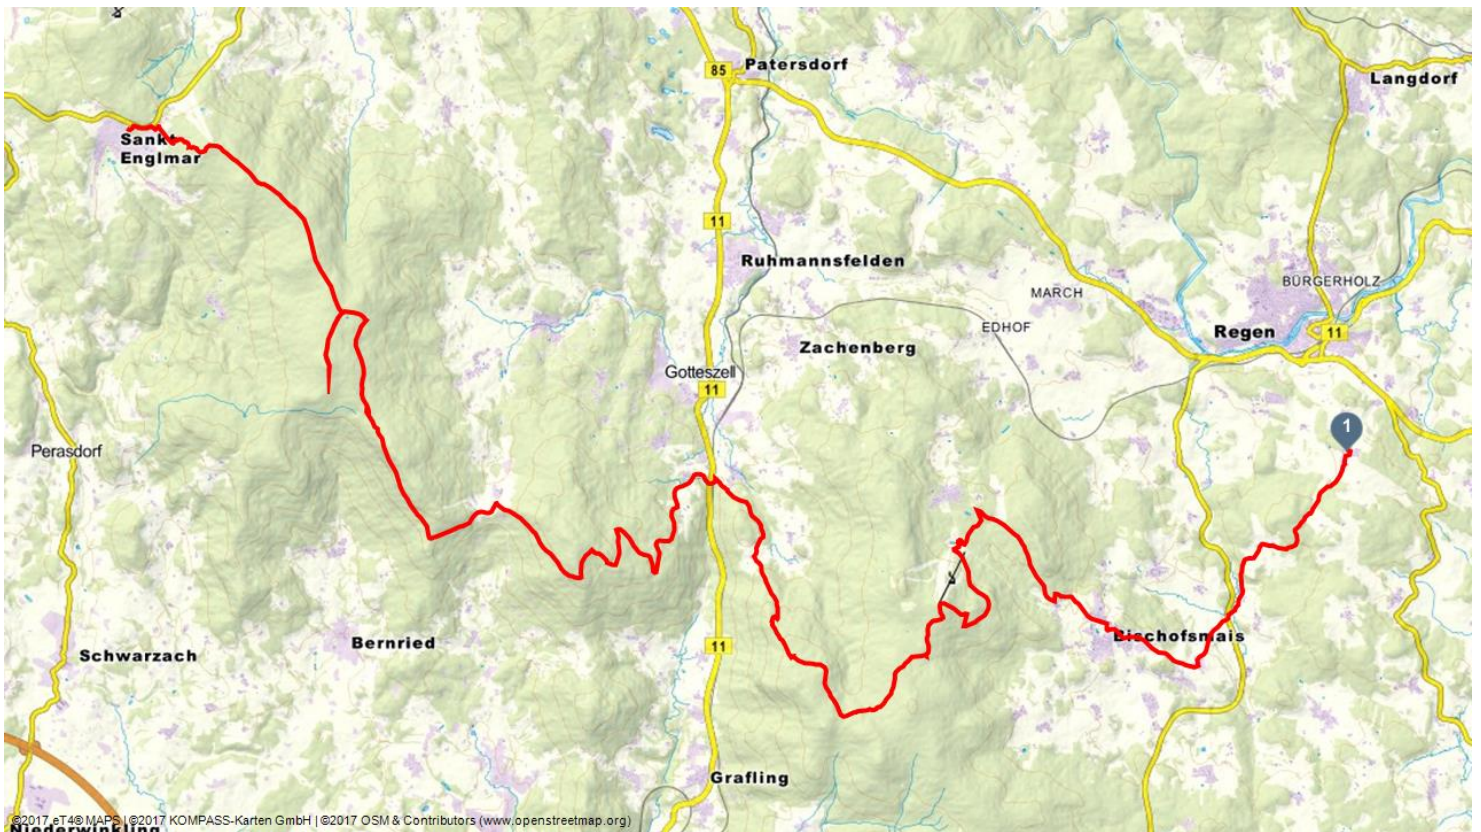 85
Patersdorf
Langdorf
Sankt
Englmar
11
Ruhmannsfelden
BÜRGERHOLZ
MARCH
EDHOF
Regen
11
Zachenberg
Gotteszell
11
1
Perasdorf
Bischofsmais
Bernried
11
Schwarzach
Grafling
©2017 eT4® MAPS | ©2017 KOMPASS-Karten GmbH | ©2017 OSM & Contributors (www.openstreetmap.org)
Niederwinkling